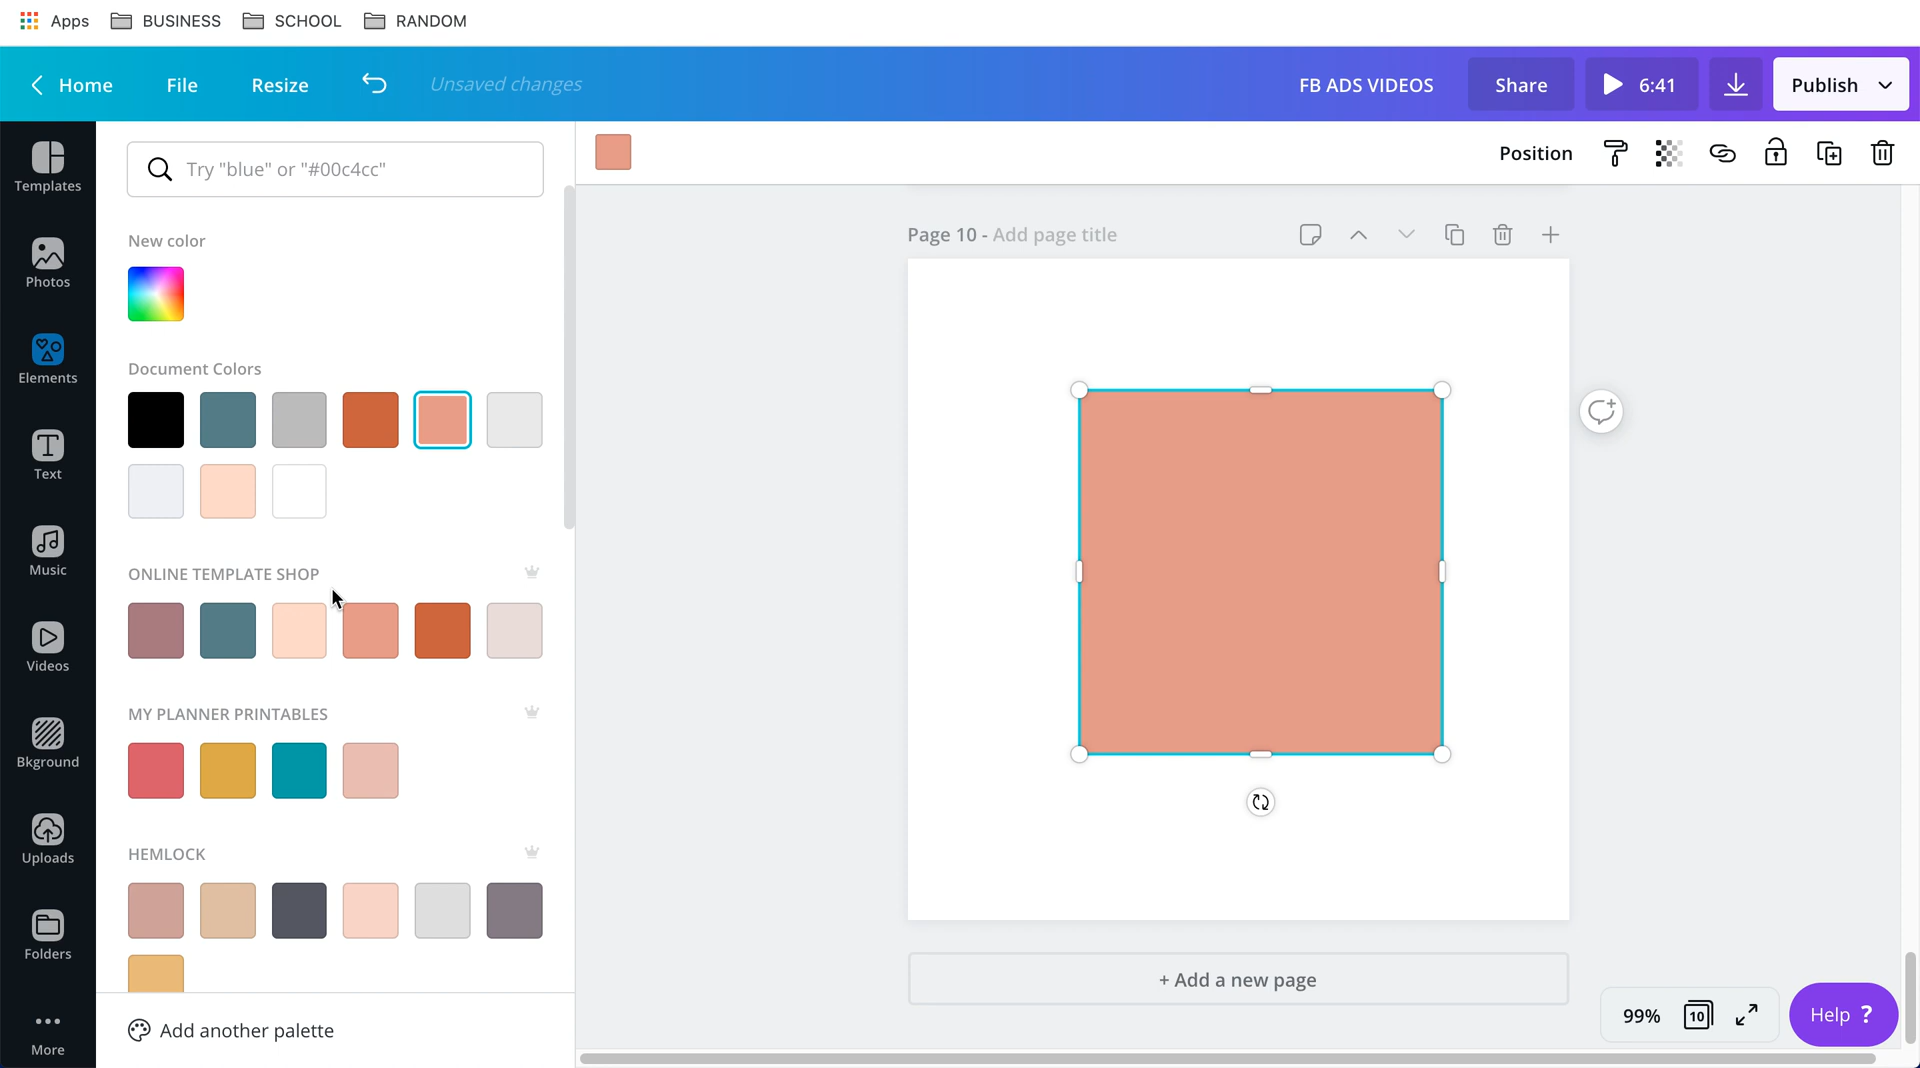 Apps BUSINESS SCHOOL RANDOM
Home File Resize Unsaved changes FB ADS VIDEOS Share 6:41 Publish
Templates
Photos
Elements
Text
Music
Videos
Bkground
Uploads
Folders
More
Try "blue" or "#00c4cc"
New color
Document Colors
ONLINE TEMPLATE SHOP
MY PLANNER PRINTABLES
HEMLOCK
Add another palette
Position
Page 10 - Add page title
+ Add a new page
99% 10 Help ?